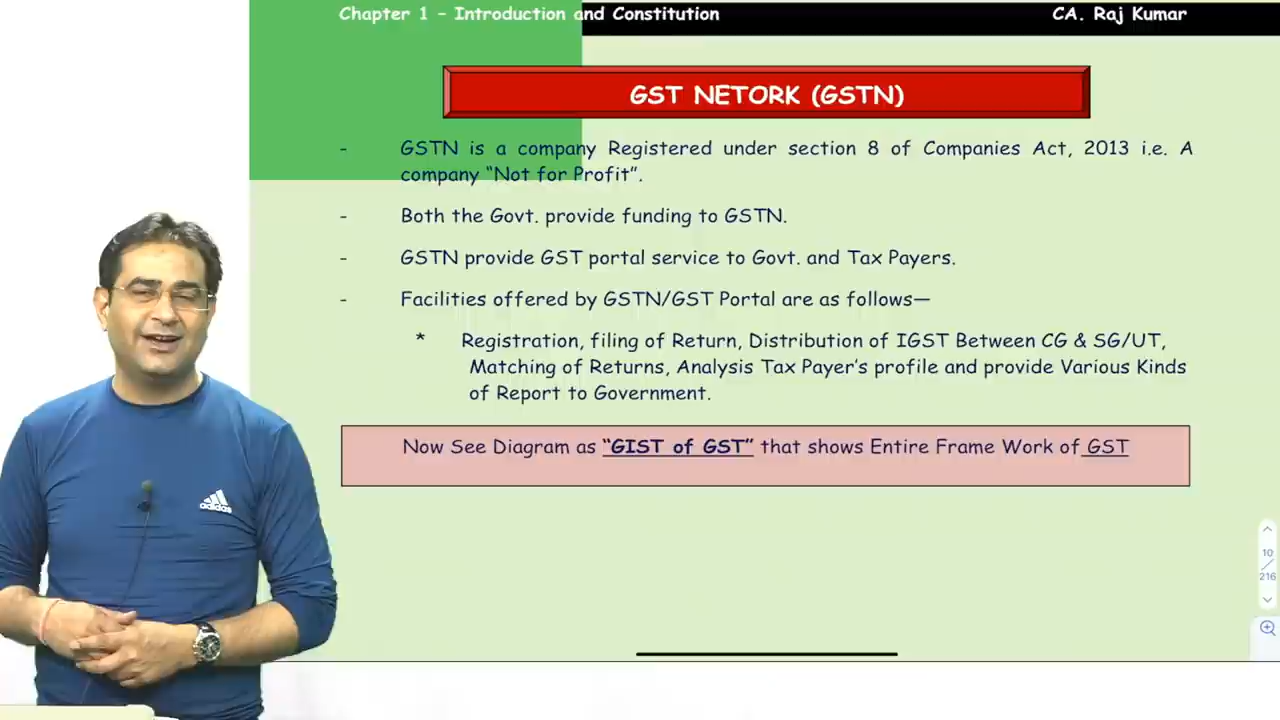 Chapter 1 – Introduction and Constitution CA. Raj Kumar
GST NETORK (GSTN)
- GSTN is a company Registered under section 8 of Companies Act, 2013 i.e. A
company “Not for Profit”.
- Both the Govt. provide funding to GSTN.
- GSTN provide GST portal service to Govt. and Tax Payers.
- Facilities offered by GSTN/GST Portal are as follows—
* Registration, filing of Return, Distribution of IGST Between CG & SG/UT,
Matching of Returns, Analysis Tax Payer’s profile and provide Various Kinds
of Report to Government.
Now See Diagram as “GIST of GST” that shows Entire Frame Work of GST
adidas
10
/
216